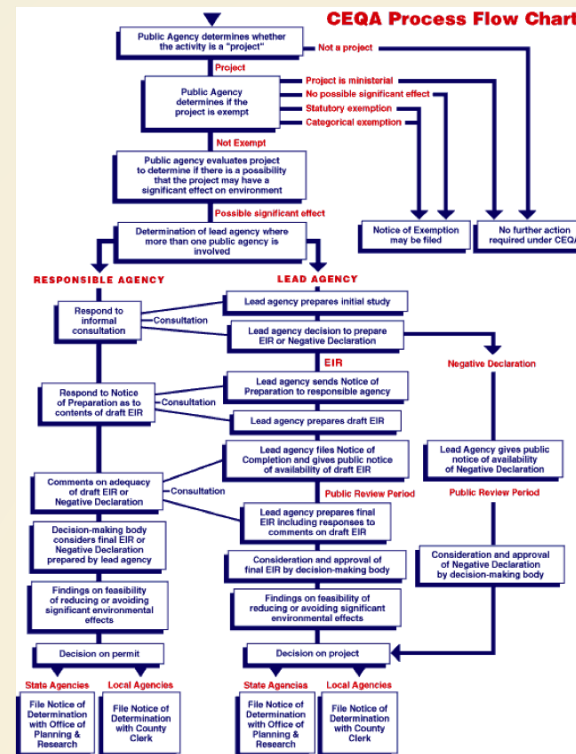 CEQA Process Flow Chart
Public Agency determines whether
the activity is a "project"
Not a project
Project
Public Agency
determines if the
project is exempt
Project is ministerial
No possible significant effect
Statutory exemption
Categorical exemption
Not Exempt
Public agency evaluates project
to determine if there is a possibility
that the project may have a
significant effect on environment
Possible significant effect
Determination of lead agency where
more than one public agency is
involved
Notice of Exemption
may be filed
No further action
required under CEQA
RESPONSIBLE AGENCY
LEAD AGENCY
Respond to
informal
consultation
Consultation
Lead agency prepares initial study
Lead agency decision to prepare
EIR or Negative Declaration
EIR
Negative Declaration
Respond to Notice
of Preparation as to
contents of draft EIR
Consultation
Lead agency sends Notice of
Preparation to responsible agency
Lead agency prepares draft EIR
Lead agency files Notice of
Completion and gives public notice
of availability of draft EIR
Lead Agency gives public
notice of availability
of Negative Declaration
Public Review Period
Public Review Period
Comments on adequacy
of draft EIR or
Negative Declaration
Consultation
Lead agency prepares final
EIR including responses to
comments on draft EIR
Decision-making body
considers final EIR or
Negative Declaration
prepared by lead agency
Consideration and approval of
final EIR by decision-making body
Consideration and approval
of Negative Declaration
by decision-making body
Findings on feasibility
of reducing or avoiding
significant environmental
effects
Findings on feasibility of
reducing or avoiding significant
environmental effects
Decision on permit
Decision on project
State Agencies
Local Agencies
State Agencies
Local Agencies
File Notice of
Determination
with Office of
Planning &
Research
File Notice of
Determination
with County
Clerk
File Notice of
Determination
with Office of
Planning &
Research
File Notice of
Determination
with County
Clerk